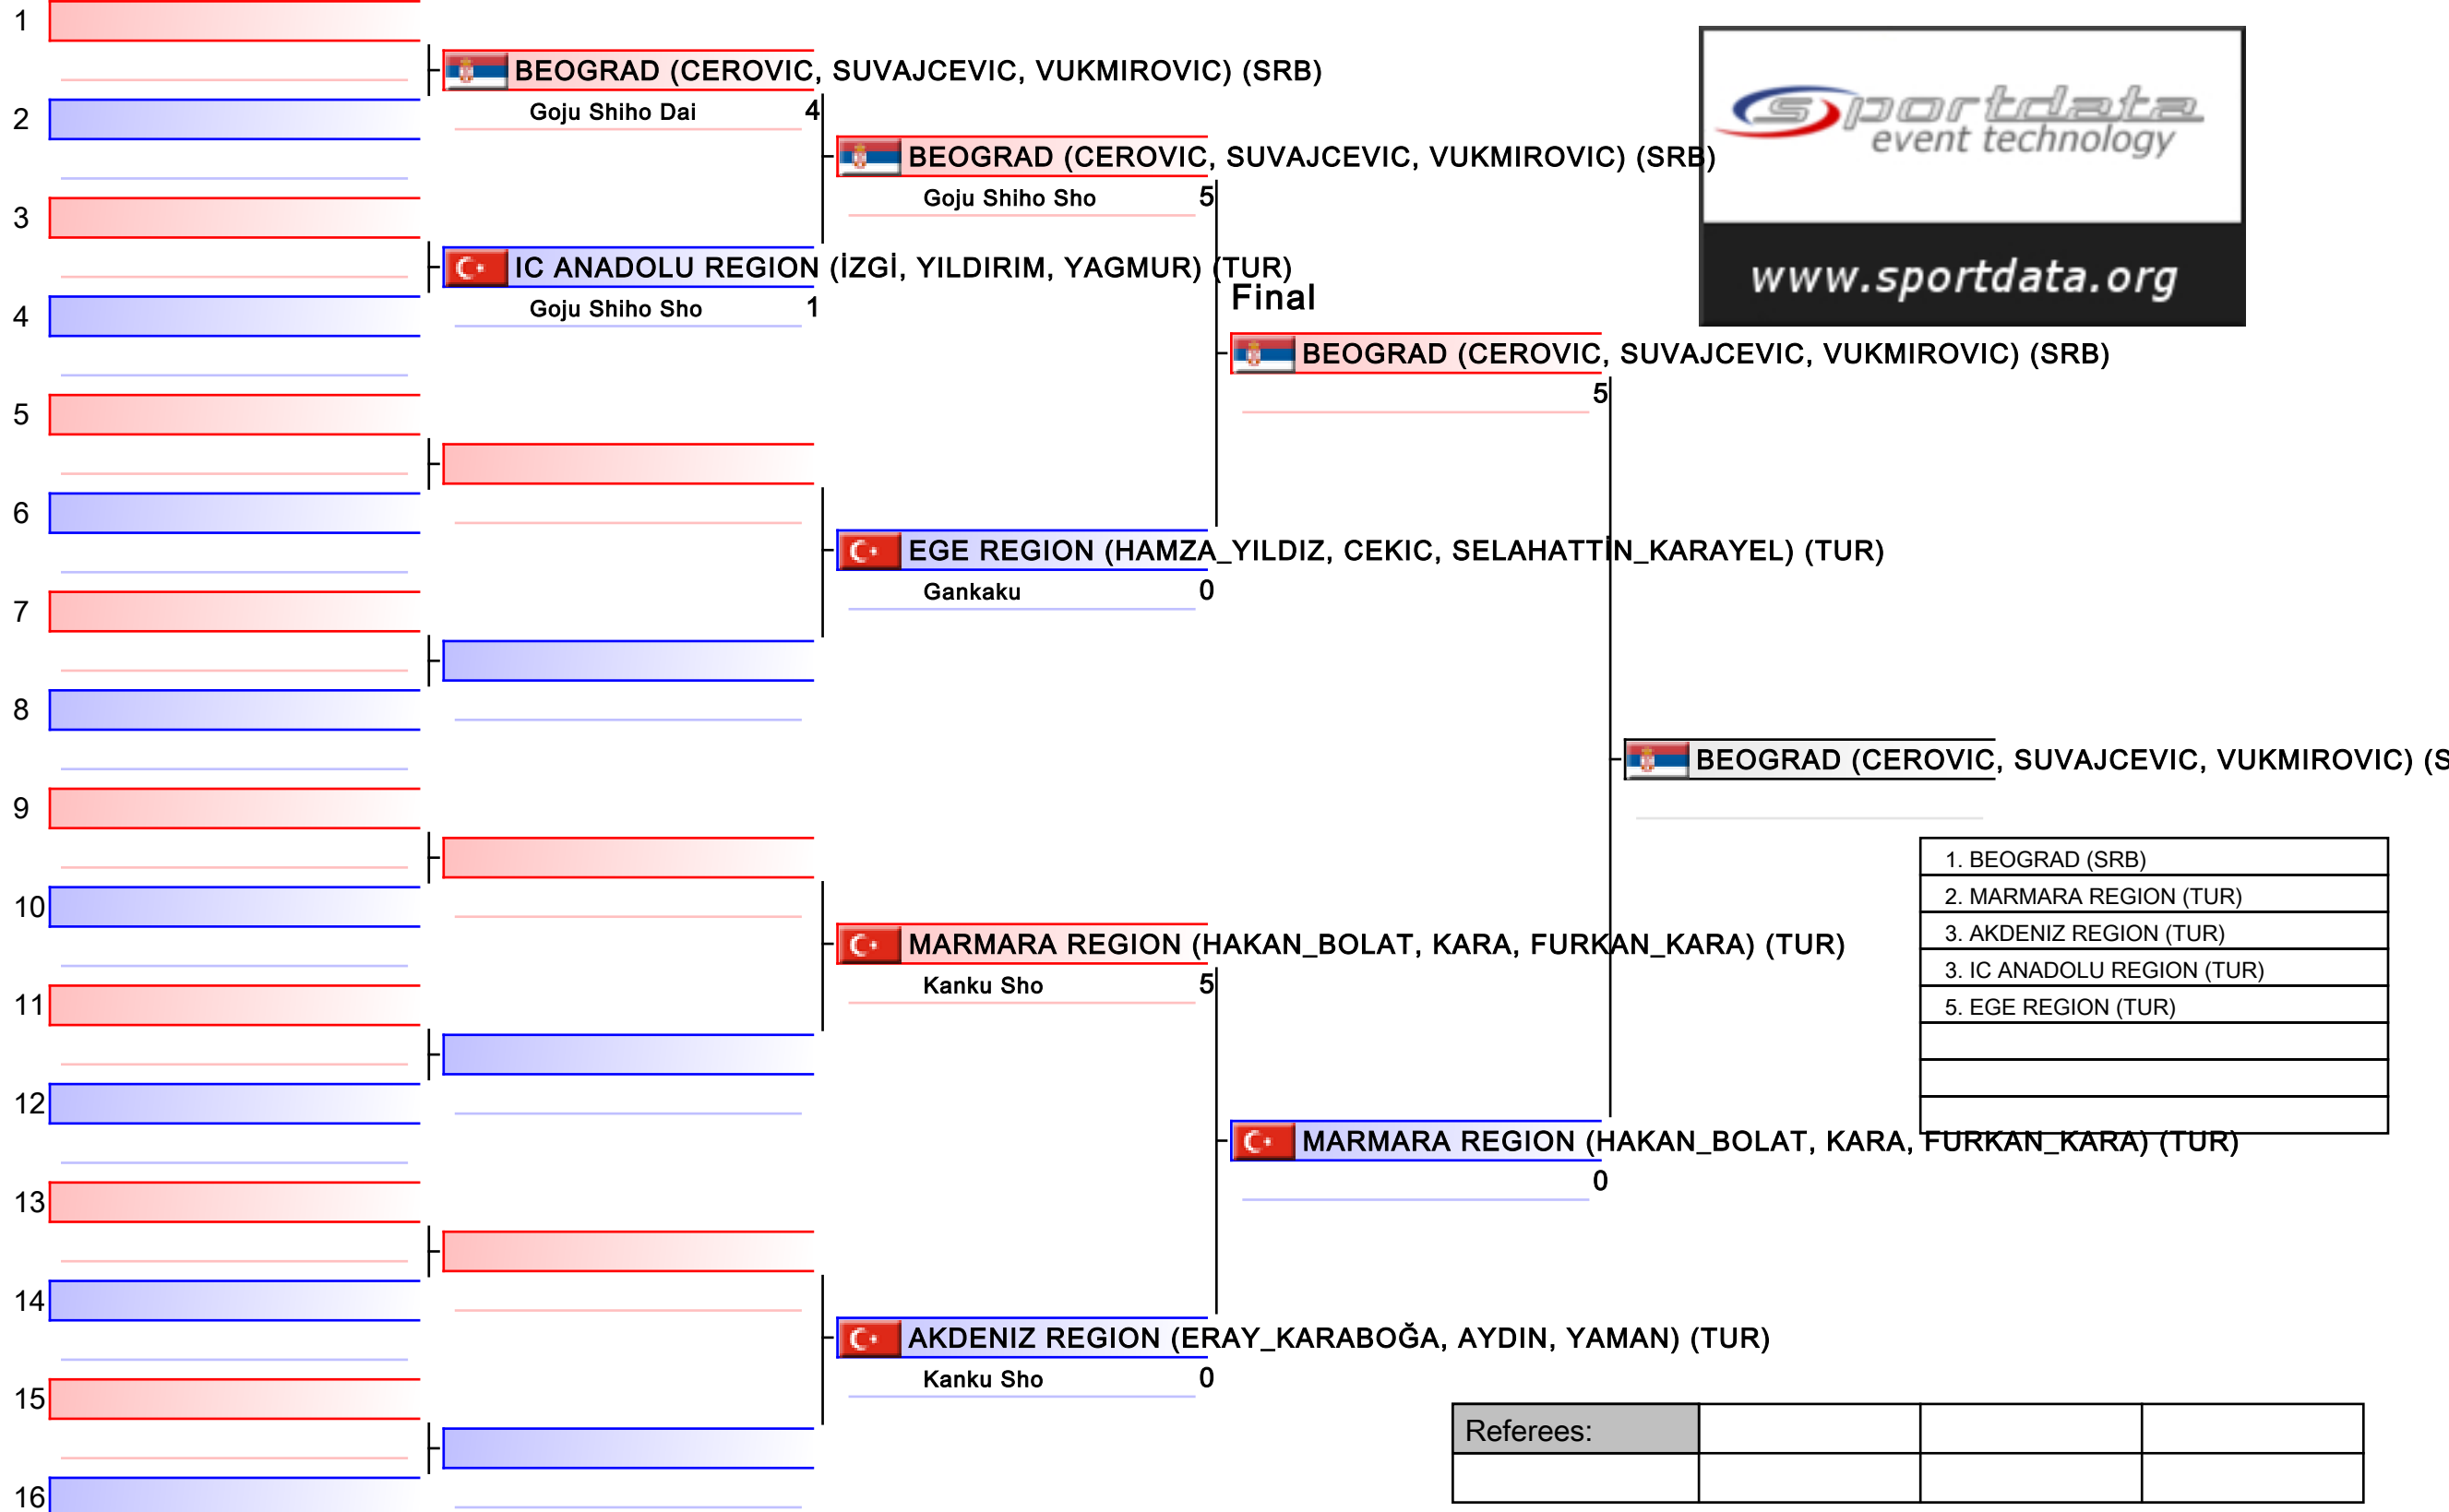 1
BEOGRAD (CEROVIC, SUVAJCEVIC, VUKMIROVIC) (SRB)
Goju Shiho Dai 4
2
sportdata
event technology
www.sportdata.org
BEOGRAD (CEROVIC, SUVAJCEVIC, VUKMIROVIC) (SRB)
Goju Shiho Sho 5
3
IC ANADOLU REGION (İZGİ, YILDIRIM, YAGMUR) (TUR)
Goju Shiho Sho 1
4
Final
BEOGRAD (CEROVIC, SUVAJCEVIC, VUKMIROVIC) (SRB)
5
5
6
EGE REGION (HAMZA_YILDIZ, CEKIC, SELAHATTİN_KARAYEL) (TUR)
Gankaku 0
7
8
BEOGRAD (CEROVIC, SUVAJCEVIC, VUKMIROVIC) (S
9
1. BEOGRAD (SRB)
2. MARMARA REGION (TUR)
3. AKDENIZ REGION (TUR)
3. IC ANADOLU REGION (TUR)
5. EGE REGION (TUR)
10
MARMARA REGION (HAKAN_BOLAT, KARA, FURKAN_KARA) (TUR)
Kanku Sho 5
11
12
MARMARA REGION (HAKAN_BOLAT, KARA, FURKAN_KARA) (TUR)
0
13
14
AKDENIZ REGION (ERAY_KARABOĞA, AYDIN, YAMAN) (TUR)
Kanku Sho 0
15
Referees:
16